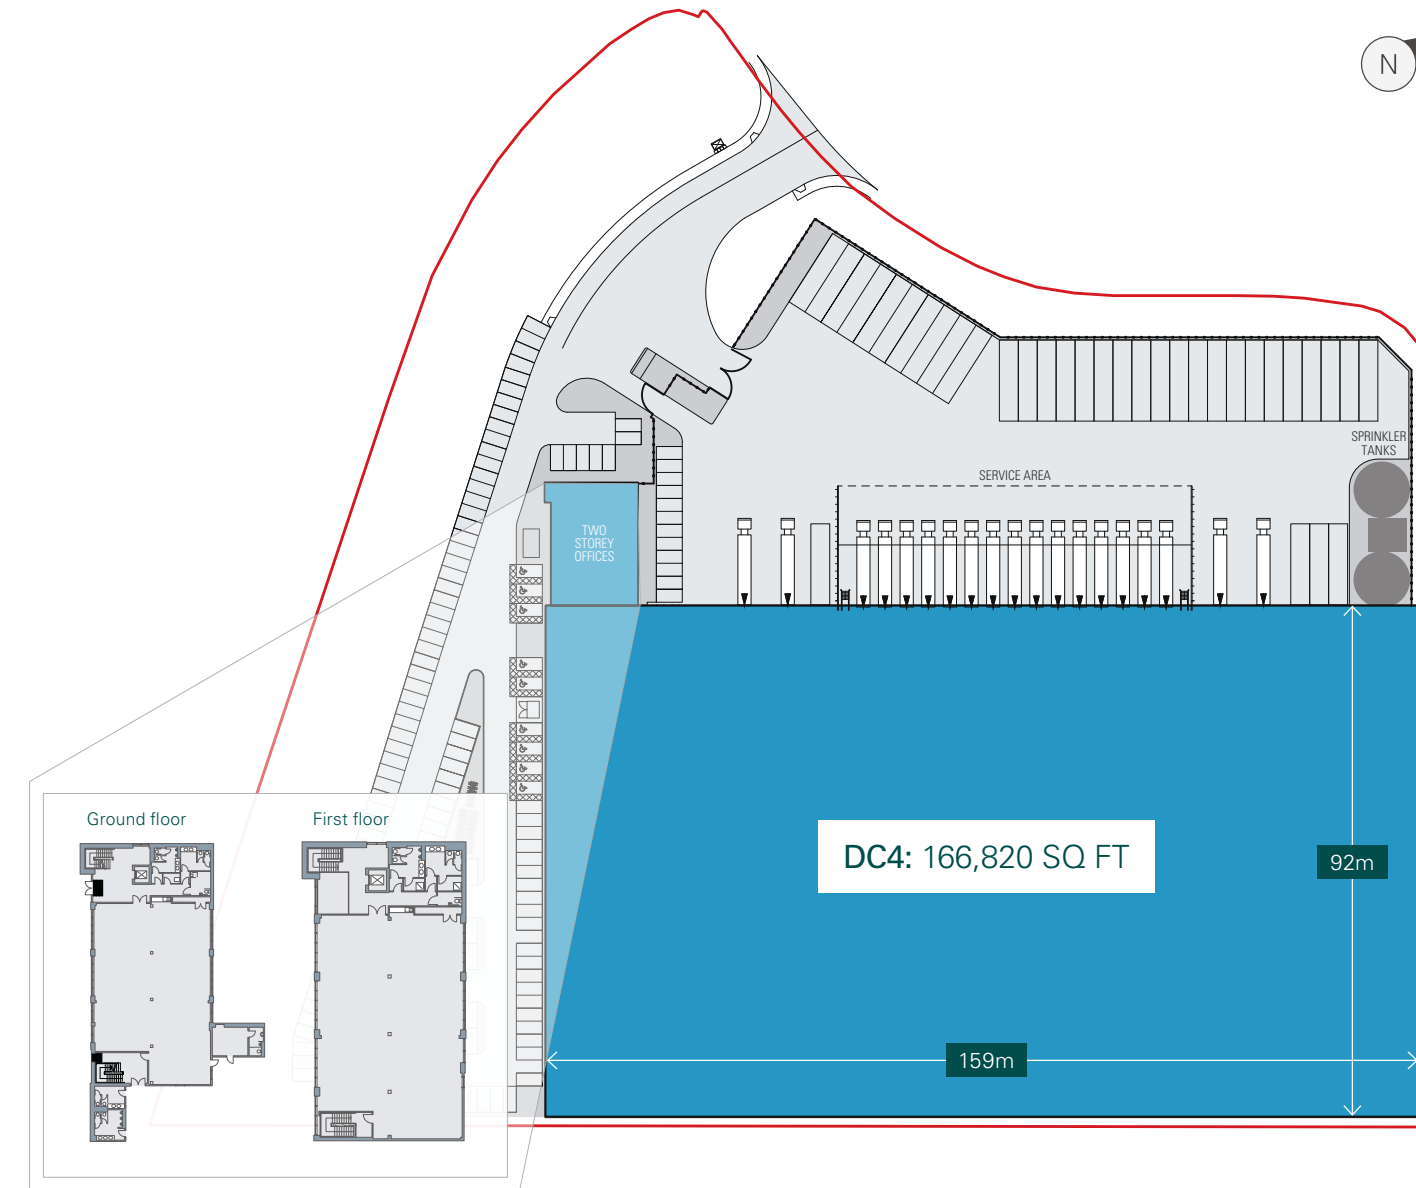 N
SPRINKLER
TANKS
SERVICE AREA
TWO
STOREY
OFFICES
Ground floor
First floor
DC4: 166,820 SQ FT
92m
159m